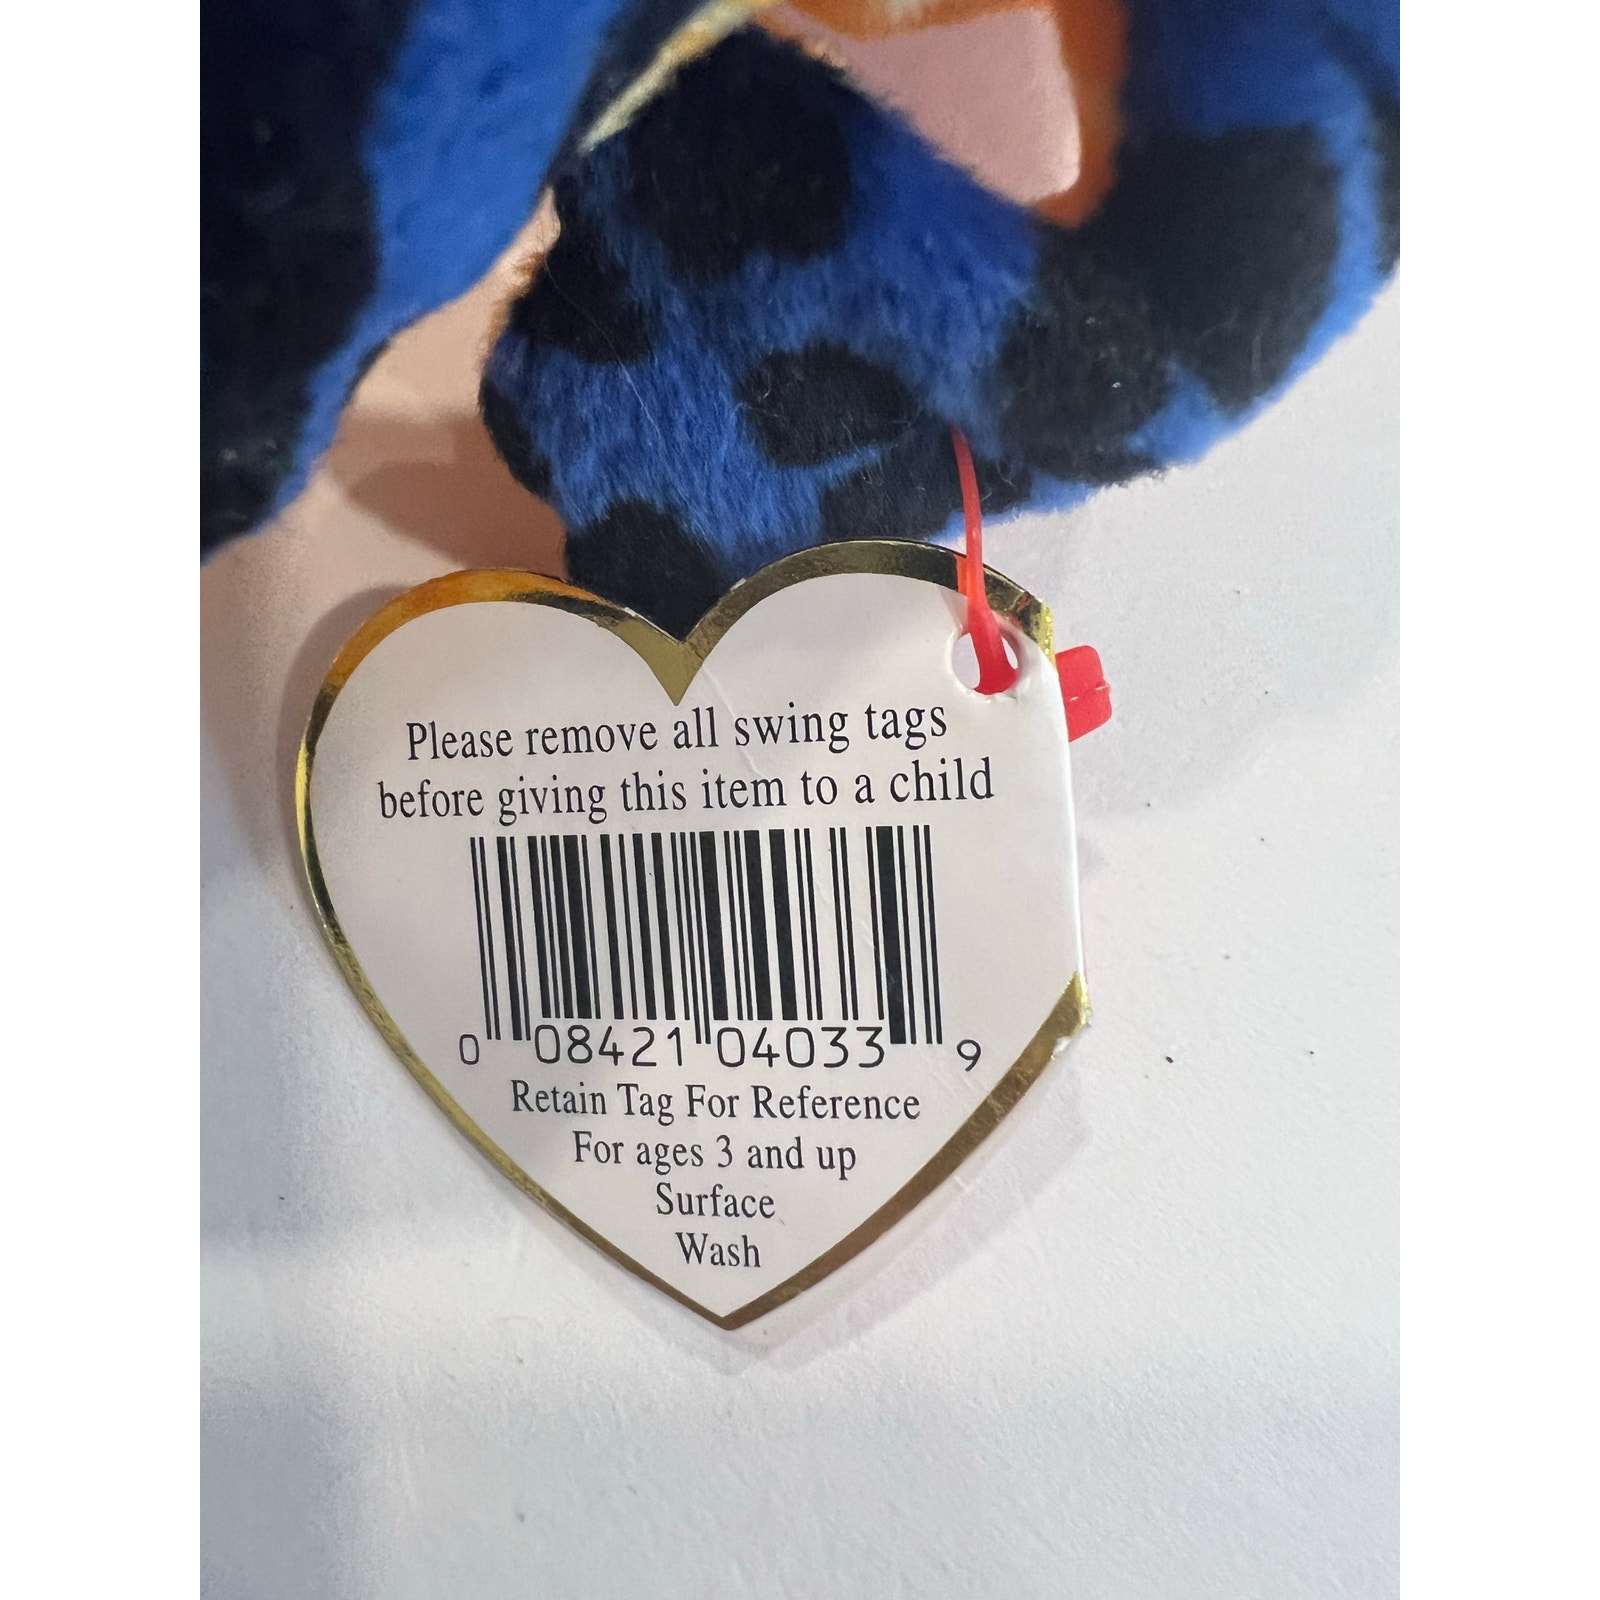 Please remove all swing tags
before giving this item to a child
0 08421 04033 9
Retain Tag For Reference
For ages 3 and up
Surface
Wash